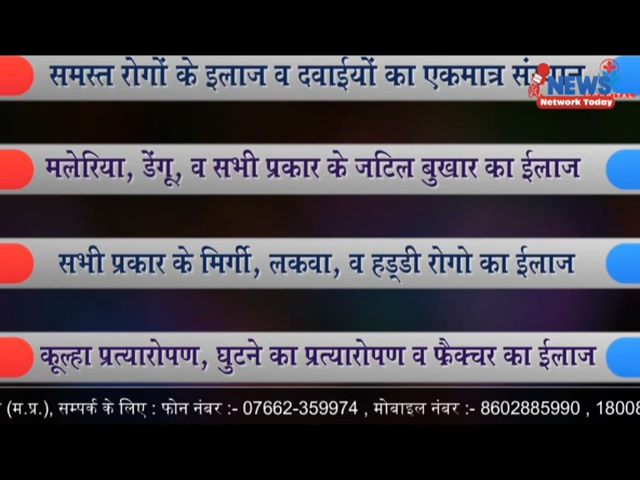 समस्त रोगों के इलाज व दवाईयों का एकमात्र
NEWS
Network Today
मलेरिया, डेंगू, व सभी प्रकार के जटिल बुखार का ईलाज
सभी प्रकार के मिर्गी, लकवा, व हड्डी रोगो का ईलाज
कूल्हा प्रत्यारोपण, घुटने का प्रत्यारोपण व फ्रैक्चर का ईलाज
(म.प्र.), सम्पर्क के लिए : फोन नंबर :- 07662-359974 , मोबाइल नंबर :- 8602885990 , 18008